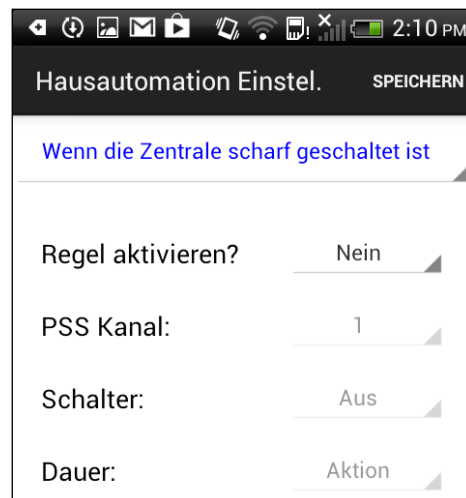 2:10 PM
Hausautomation Einstel. SPEICHERN
Wenn die Zentrale scharf geschaltet ist
Regel aktivieren? Nein
PSS Kanal: 1
Schalter: Aus
Dauer: Aktion